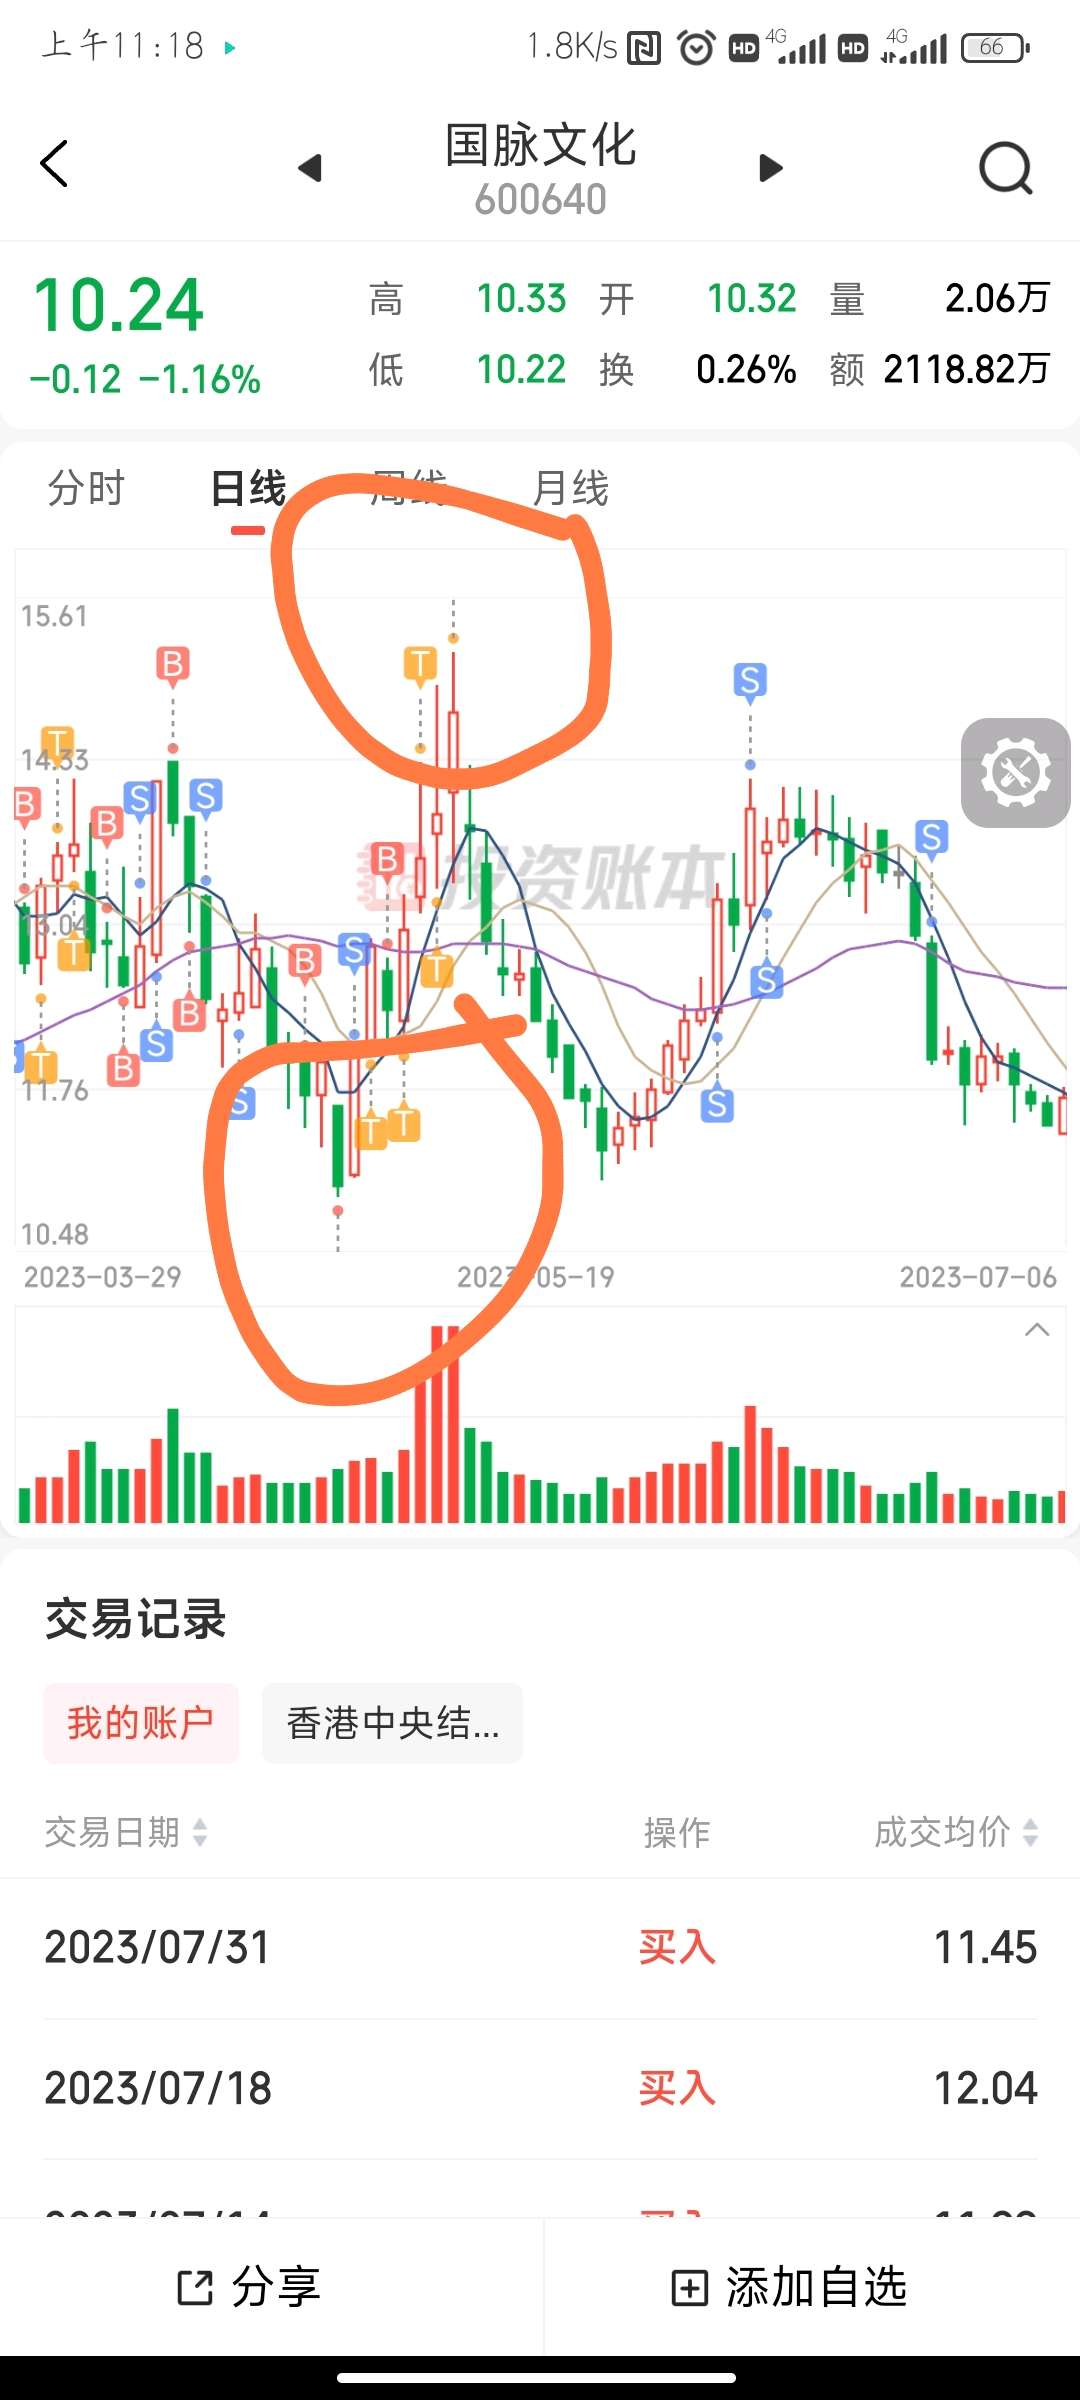 上午11:18
1.8K/s HD 4G HD 4G 66
国脉文化
600640
10.24 高 10.33 开 10.32 量 2.06万
-0.12 -1.16% 低 10.22 换 0.26% 额 2118.82万
分时 日线 周线 月线
15.61
B
T
S
T
14.33
B
B
S
S
S
B
投资账本
13.04
T
B
S
T
S
B
S
T
B
11.76
S
T
T
S
10.48
2023-03-29 2023-05-19 2023-07-06
交易记录
我的账户 香港中央结...
交易日期 操作 成交均价
2023/07/31 买入 11.45
2023/07/18 买入 12.04
分享 添加自选